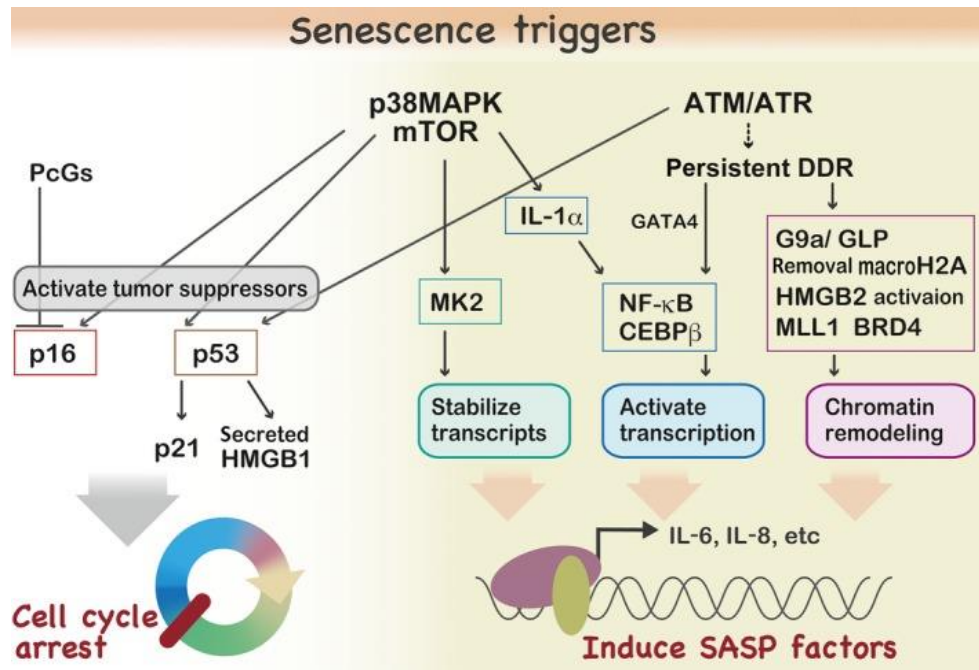 Senescence triggers
p38MAPK
mTOR
ATM/ATR
PcGs
Persistent DDR
IL-1α
GATA4
G9a/ GLP
Removal macroH2A
HMGB2 activaion
MLL1 BRD4
Activate tumor suppressors
MK2
NF-κB
CEBPβ
p16
p53
p21
Secreted
HMGB1
Stabilize
transcripts
Activate
transcription
Chromatin
remodeling
IL-6, IL-8, etc
Cell cycle
arrest
Induce SASP factors